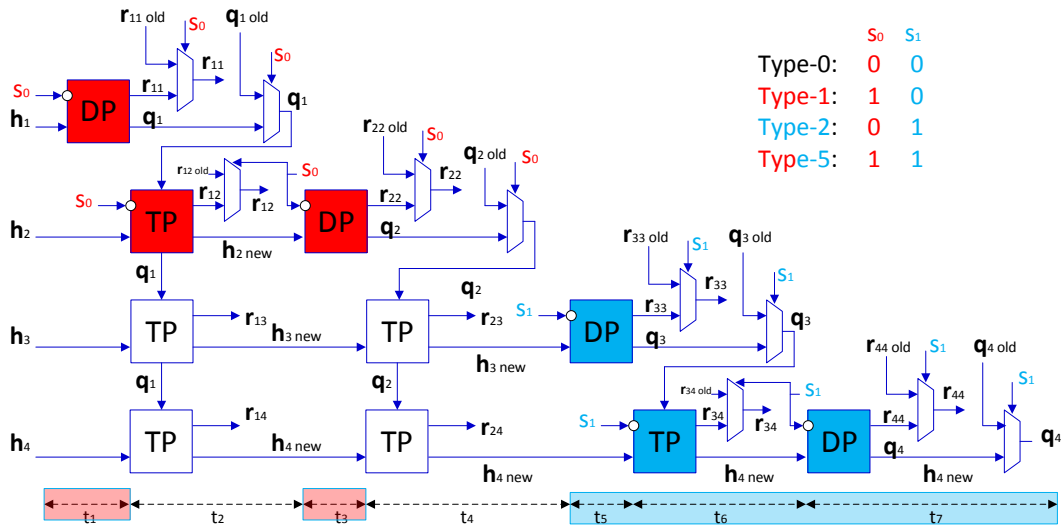 r11 old
q1 old
S0
S0
r11
S0
r11
DP
q1
h1
q1
S0 S1
Type-0: 0 0
Type-1: 1 0
Type-2: 0 1
Type-5: 1 1
r22 old
S0
q2 old
S0
r12 old
S0
r22
S0
r12
r12
TP
r22
DP
q2
h2
h2 new
q1
r33 old
S1
q3 old
S1
q2
r33
S1
r33
q3
TP
r13
TP
r23
DP
q3
h3
h3 new
h3 new
q1
q2
r44 old
S1
q4 old
S1
r34 old
S1
r44
S1
r34
r34
TP
r14
TP
r24
TP
DP
r44
q4
q4
h4
h4 new
h4 new
h4 new
h4 new
t1 t2 t3 t4 t5 t6 t7